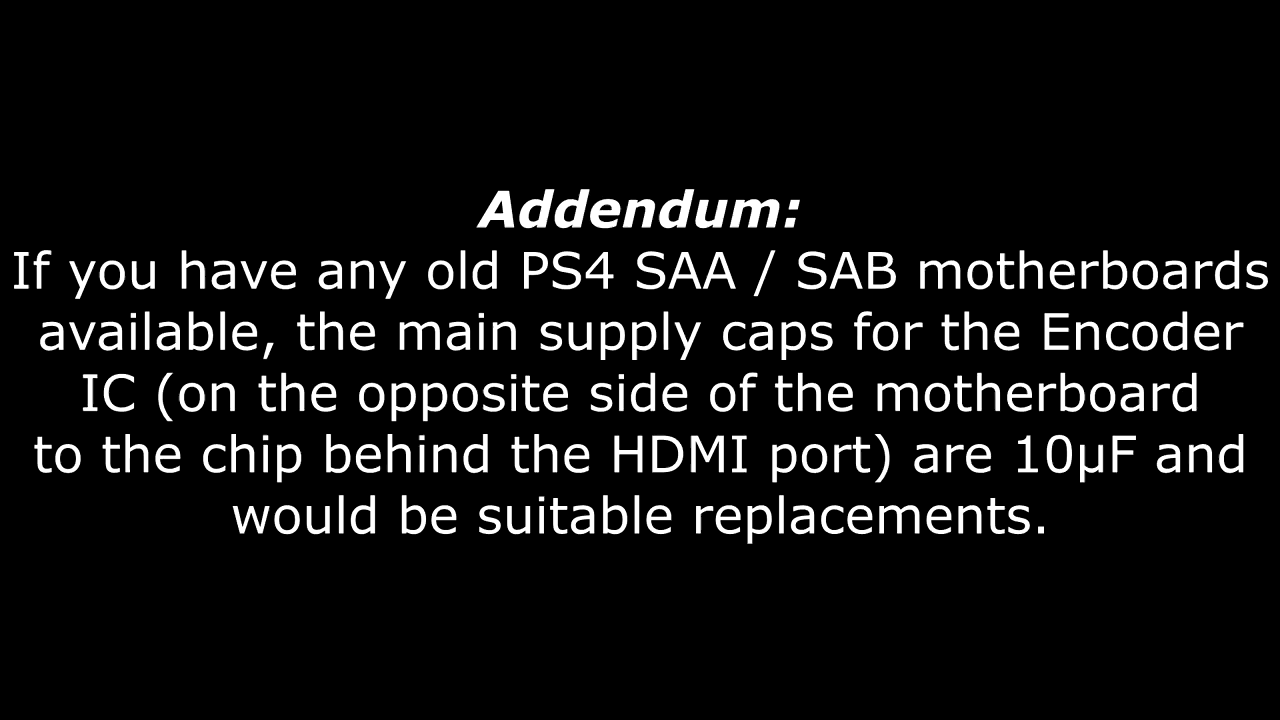 Addendum:
If you have any old PS4 SAA / SAB motherboards
available, the main supply caps for the Encoder
IC (on the opposite side of the motherboard
to the chip behind the HDMI port) are 10µF and
would be suitable replacements.